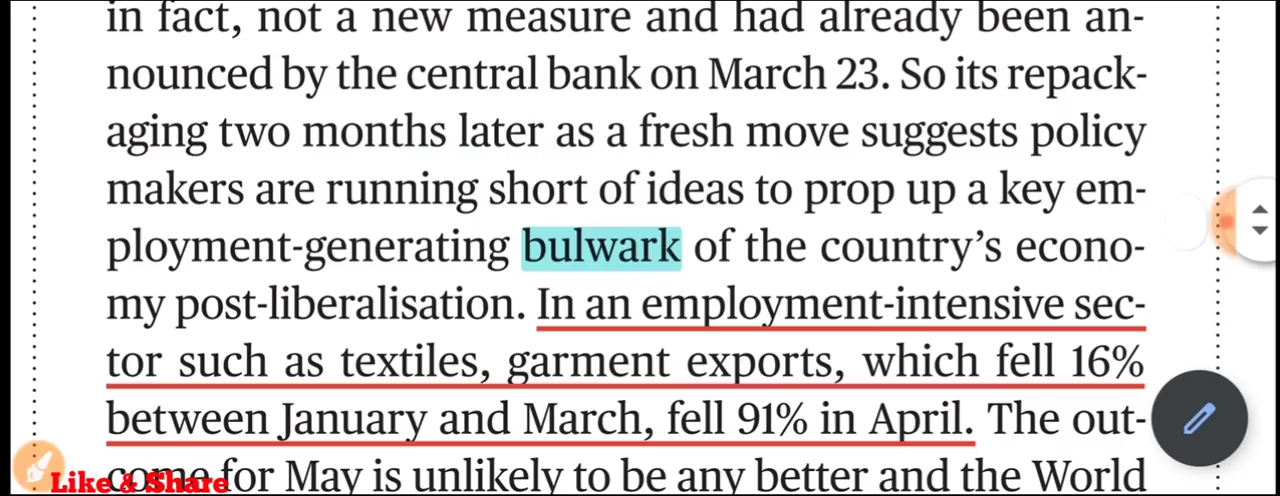 in fact, not a new measure and had already been an-
nounced by the central bank on March 23. So its repack-
aging two months later as a fresh move suggests policy
makers are running short of ideas to prop up a key em-
ployment-generating bulwark of the country's econo-
my post-liberalisation. In an employment-intensive sec-
tor such as textiles, garment exports, which fell 16%
between January and March, fell 91% in April. The out-
come for May is unlikely to be any better and the World
Like & Share